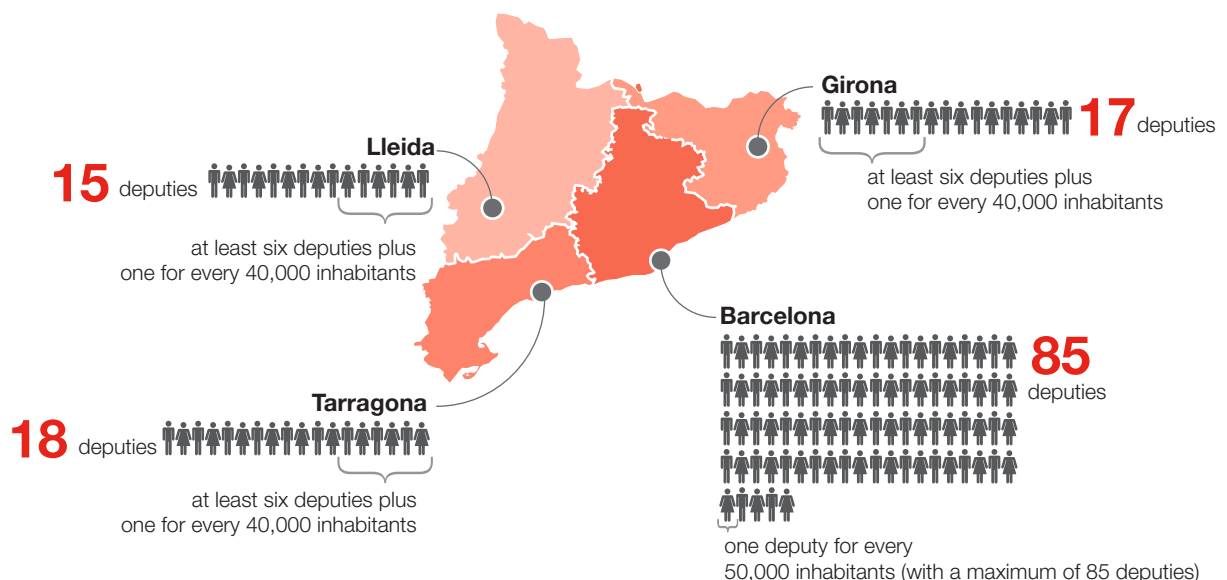 Girona
17 deputies
at least six deputies plus
one for every 40,000 inhabitants
Lleida
15 deputies
at least six deputies plus
one for every 40,000 inhabitants
Barcelona
85
deputies
one deputy for every
50,000 inhabitants (with a maximum of 85 deputies)
Tarragona
18 deputies
at least six deputies plus
one for every 40,000 inhabitants